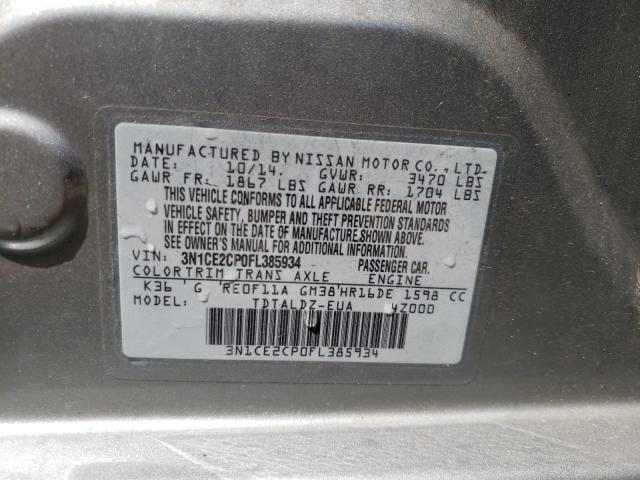 MANUFACTURED BY NISSAN MOTOR CO., LTD.
DATE: 10/14. GVWR: 3470 LBS
GAWR FR: 1867 LBS GAWR RR: 1704 LBS
THIS VEHICLE CONFORMS TO ALL APPLICABLE FEDERAL MOTOR
VEHICLE SAFETY, BUMPER AND THEFT PREVENTION STANDARDS
IN EFFECT ON THE DATE OF MANUFACTURE SHOWN ABOVE.
SEE OWNER'S MANUAL FOR ADDITIONAL INFORMATION.
VIN: 3N1CE2CP0FL385934 PASSENGER CAR.
COLOR TRIM TRANS AXLE ENGINE
K36 G RE0F11A GM38 HR16DE 1598 CC
MODEL: TDTALDZ-EUA 4Z000
3N1CE2CP0FL385934